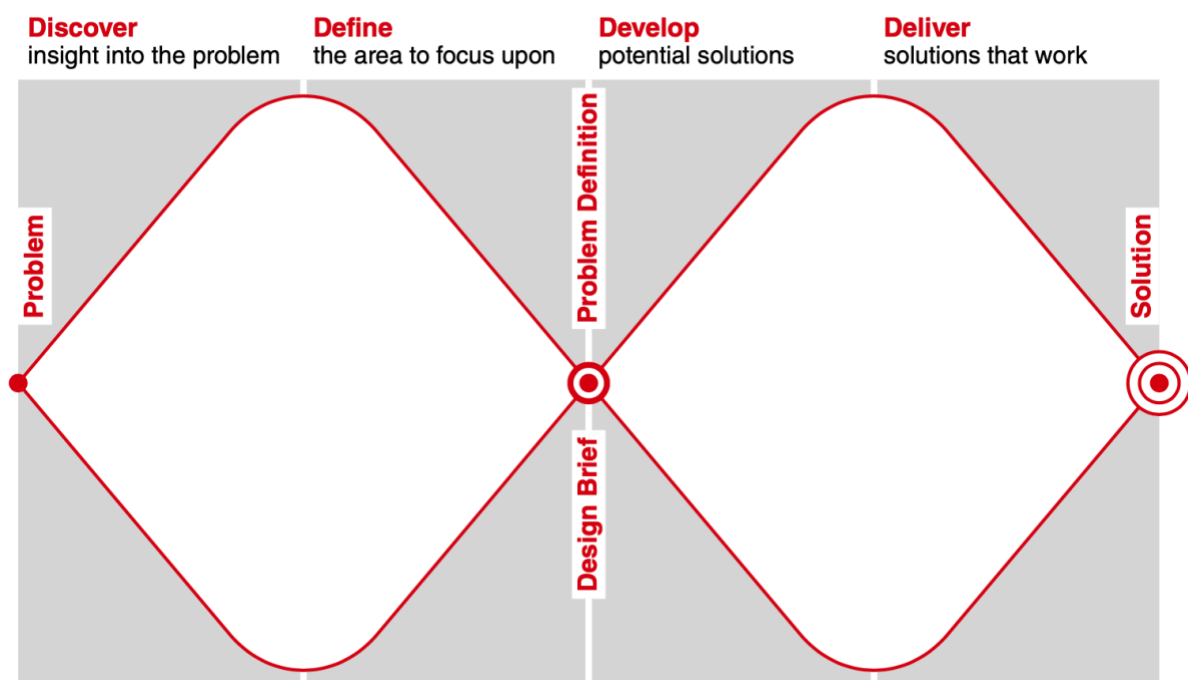 Discover
insight into the problem
Define
the area to focus upon
Develop
potential solutions
Deliver
solutions that work
Problem
Problem Definition
Design Brief
Solution